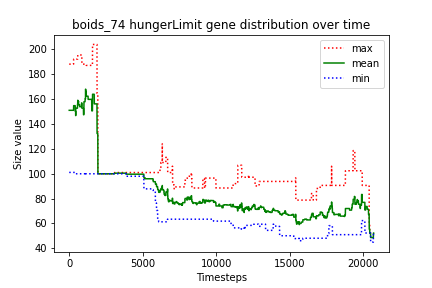 boids_74 hungerLimit gene distribution over time
max
mean
min
Size value
200
180
160
140
120
100
80
60
40
0 5000 10000 15000 20000
Timesteps